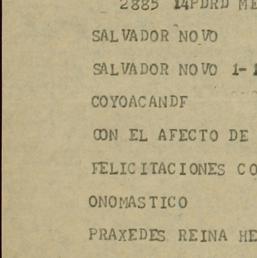 2885 14PDRD ME
SALVADOR NOVO
SALVADOR NOVO 1-1
COYOACANDF
CON EL AFECTO DE
FELICITACIONES CO
ONOMASTICO
PRAXEDES REINA HE